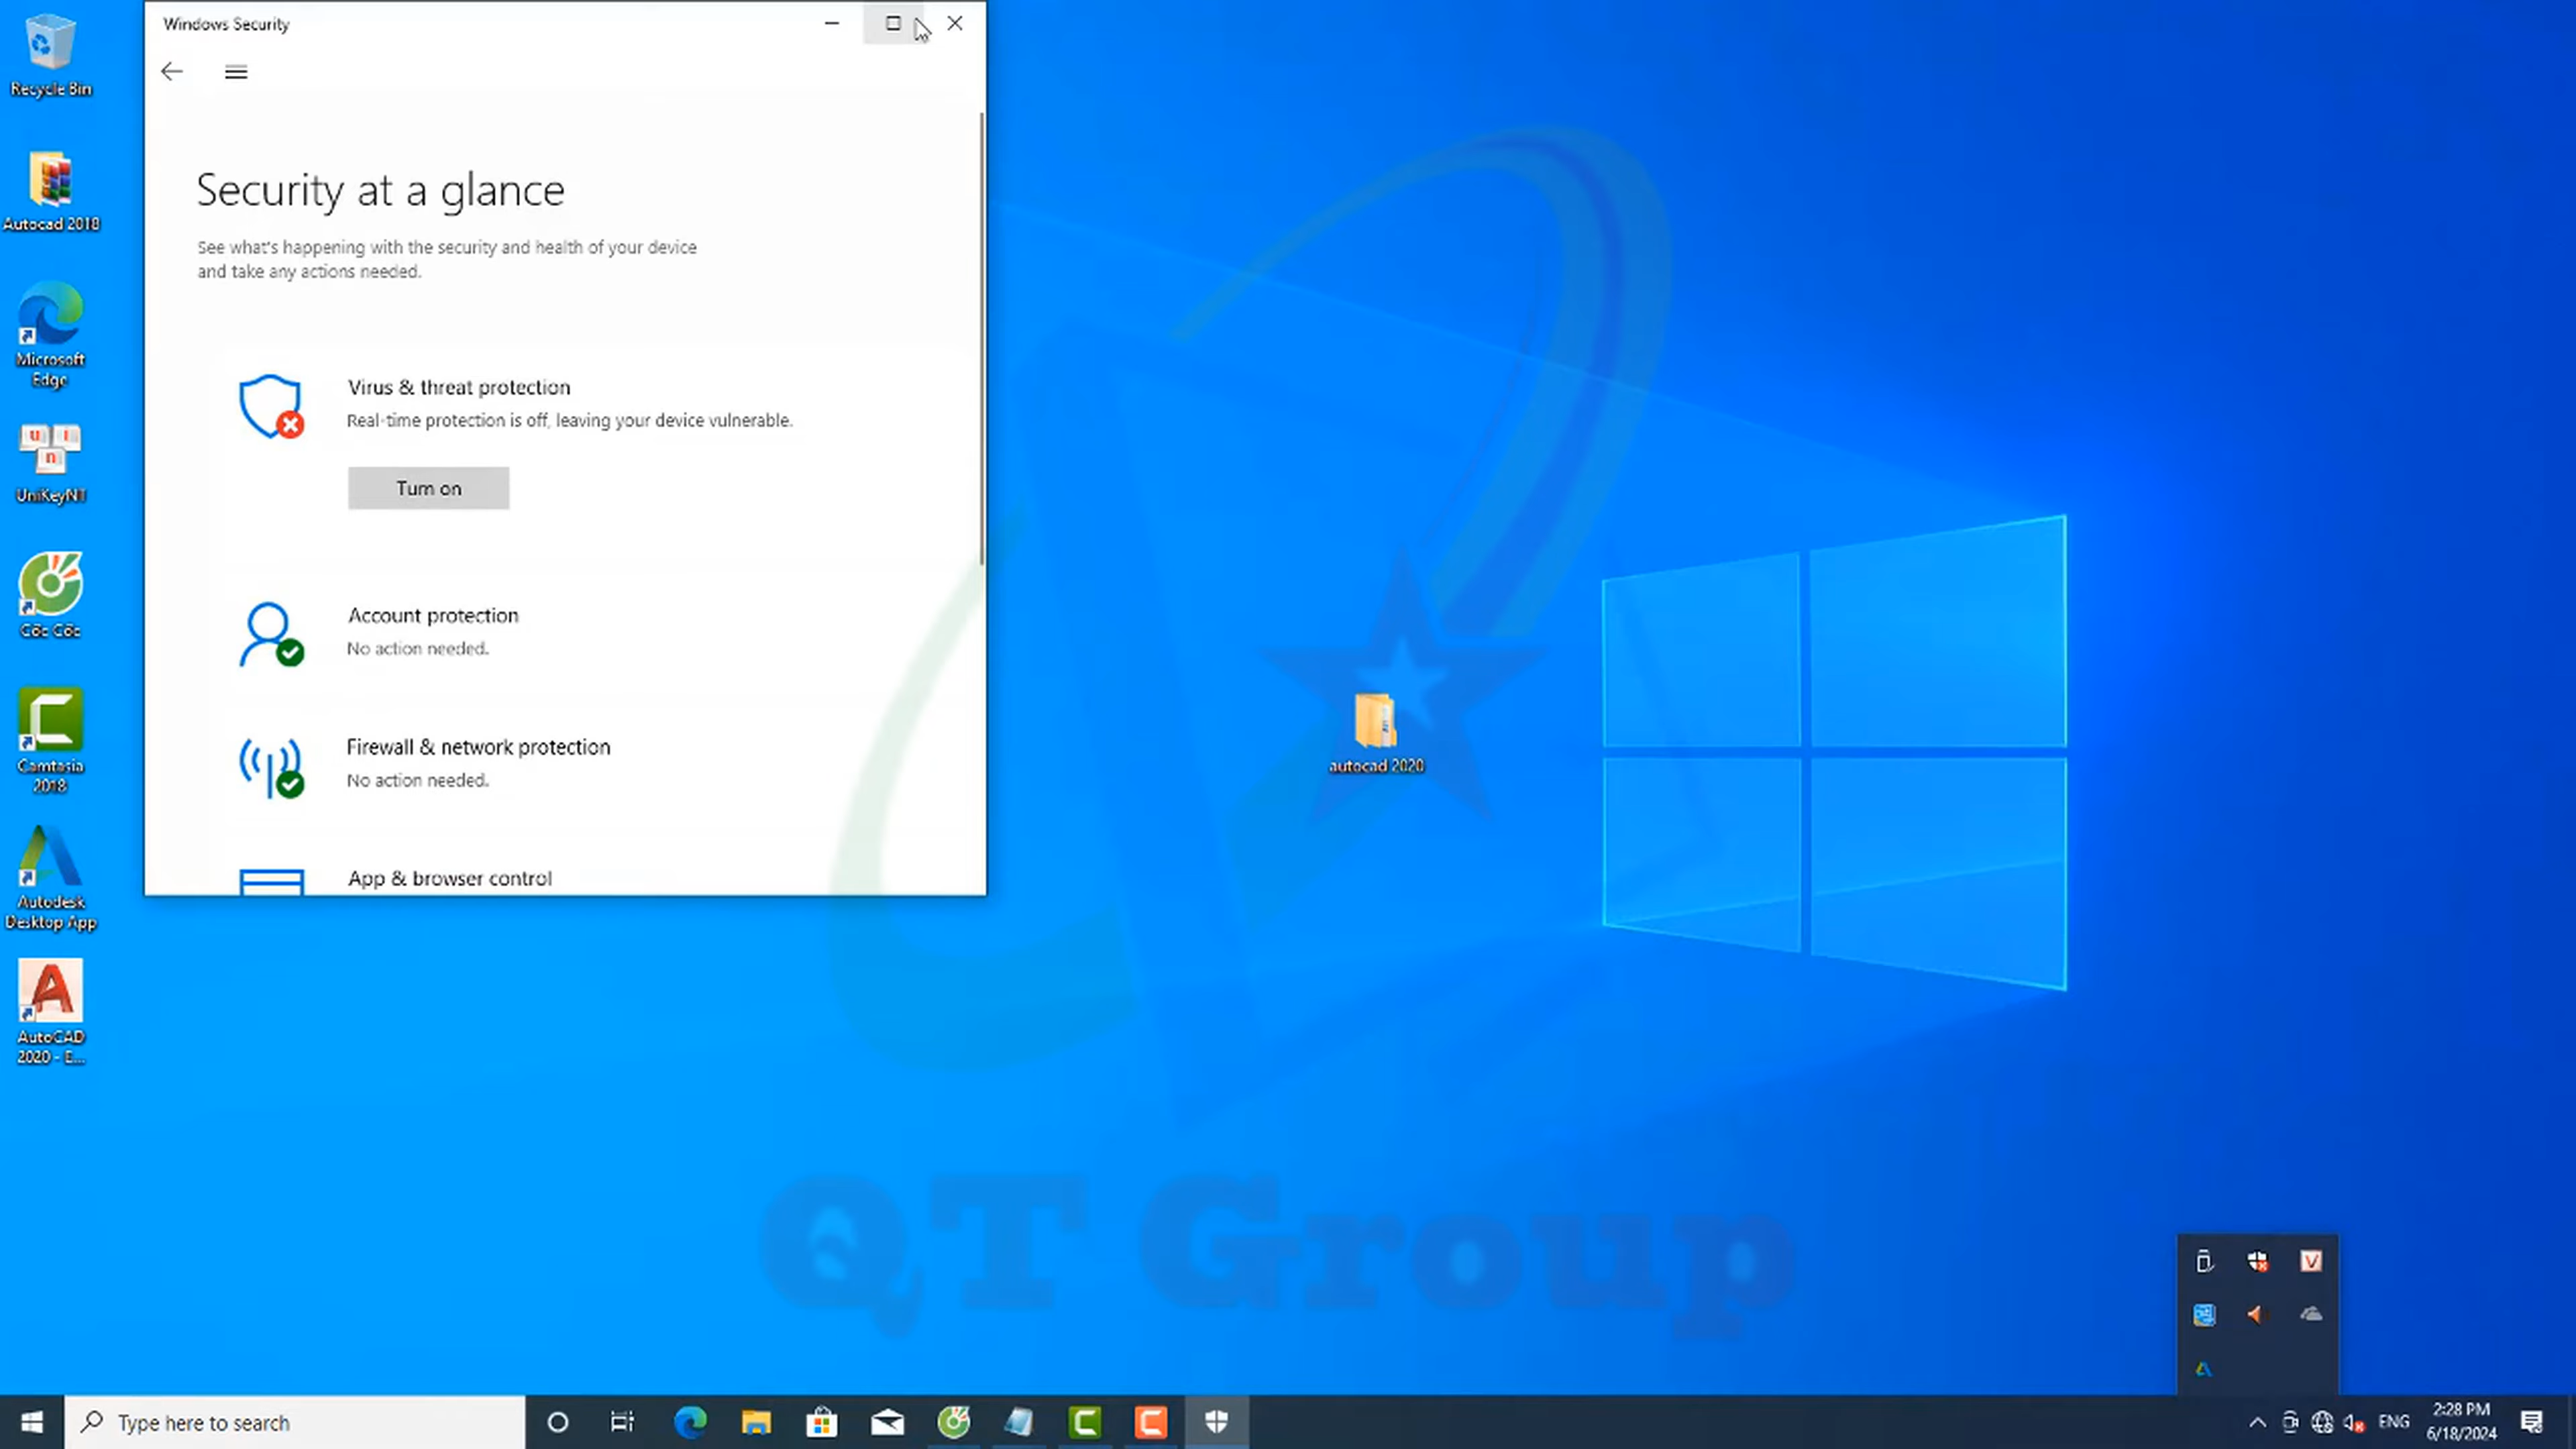 Windows Security
Security at a glance
See what's happening with the security and health of your device
and take any actions needed.
Virus & threat protection
Real-time protection is off, leaving your device vulnerable.
Turn on
Account protection
No action needed.
Firewall & network protection
No action needed.
App & browser control
Recycle Bin
Autocad 2018
Microsoft
Edge
UniKeyNT
Cốc Cốc
Camtasia
2018
Autodesk
Desktop App
AutoCAD
2020 - E...
autocad 2020
QT Group
Type here to search
ENG
2:28 PM
6/18/2024